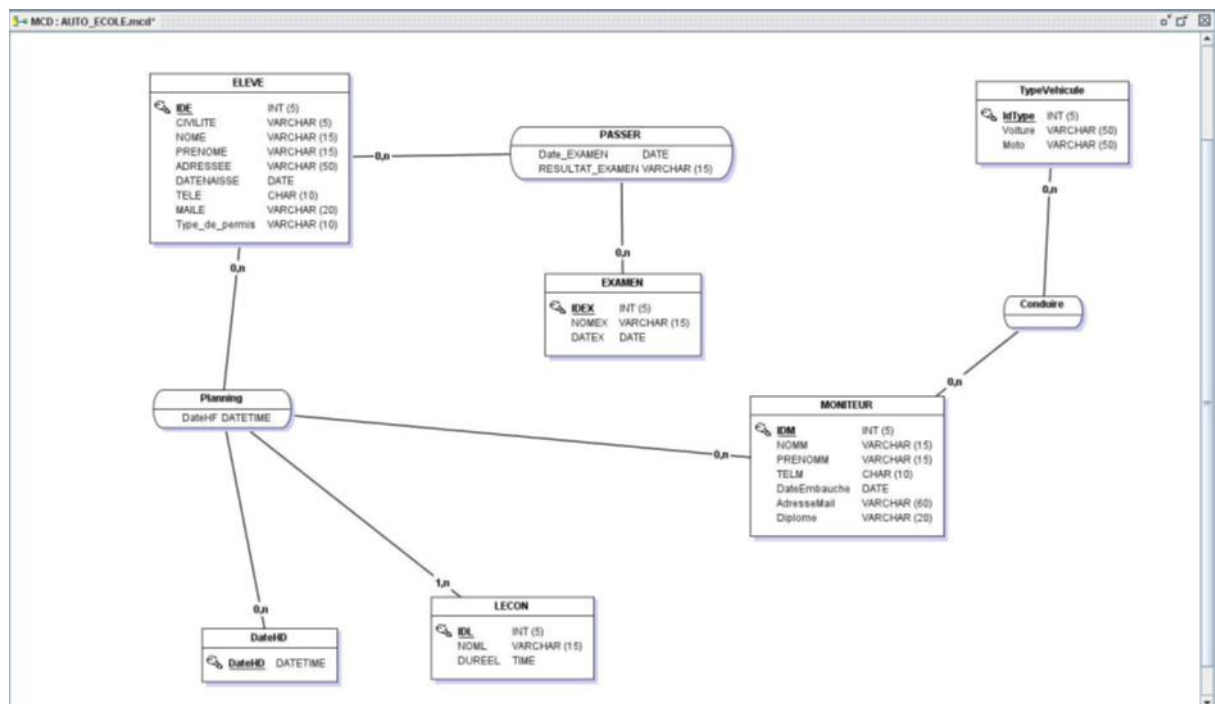 MCD : AUTO_ECOLE.mcd*
ELEVE
IDE INT (5)
CIVILITE VARCHAR (5)
NOME VARCHAR (15)
PRENOME VARCHAR (15)
ADRESSEE VARCHAR (50)
DATENAISSE DATE
TELE CHAR (10)
MAILE VARCHAR (20)
Type_de_permis VARCHAR (10)
0,n
0,n
PASSER
Date_EXAMEN DATE
RESULTAT_EXAMEN VARCHAR (15)
0,n
EXAMEN
IDEX INT (5)
NOMEX VARCHAR (15)
DATEX DATE
TypeVehicule
IdType INT (5)
Voiture VARCHAR (50)
Moto VARCHAR (50)
0,n
Conduire
0,n
Planning
DateHF DATETIME
0,n
MONITEUR
IDM INT (5)
NOMM VARCHAR (15)
PRENOMM VARCHAR (15)
TELM CHAR (10)
DateEmbauche DATE
AdresseMail VARCHAR (60)
Diplome VARCHAR (20)
1,n
0,n
LECON
IDL INT (5)
NOML VARCHAR (15)
DUREEL TIME
DateHD
DateHD DATETIME